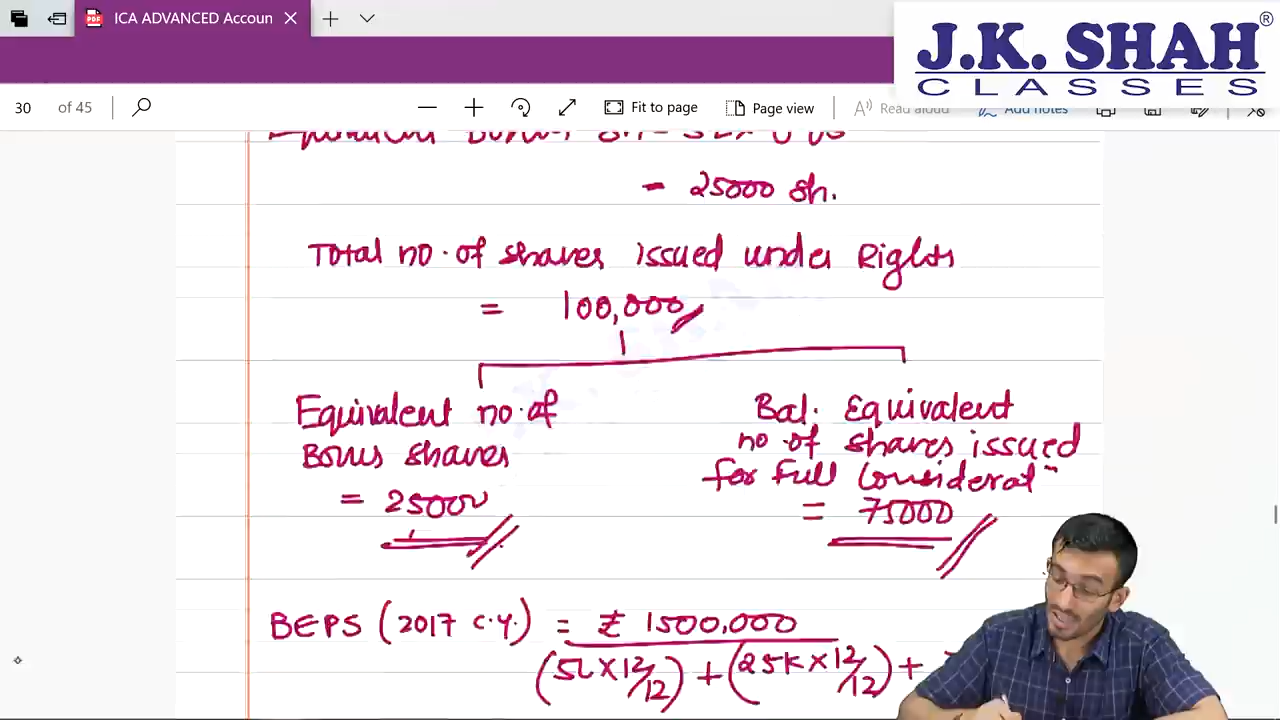 ICA ADVANCED Accoun
J.K. SHAH®
CLASSES
30 of 45
Fit to page
Page view
Read aloud
Add notes
= 25000 sh.
Total no. of shares issued under Rights
= 100,000
Equivalent no. of
Bonus shares
= 25000
Bal. Equivalent
no. of shares issued
for full considerat
= 75000
BEPS (2017 C.Y.) = ₹ 1500,000
(5L × 12/12) + (25K × 12/12) +